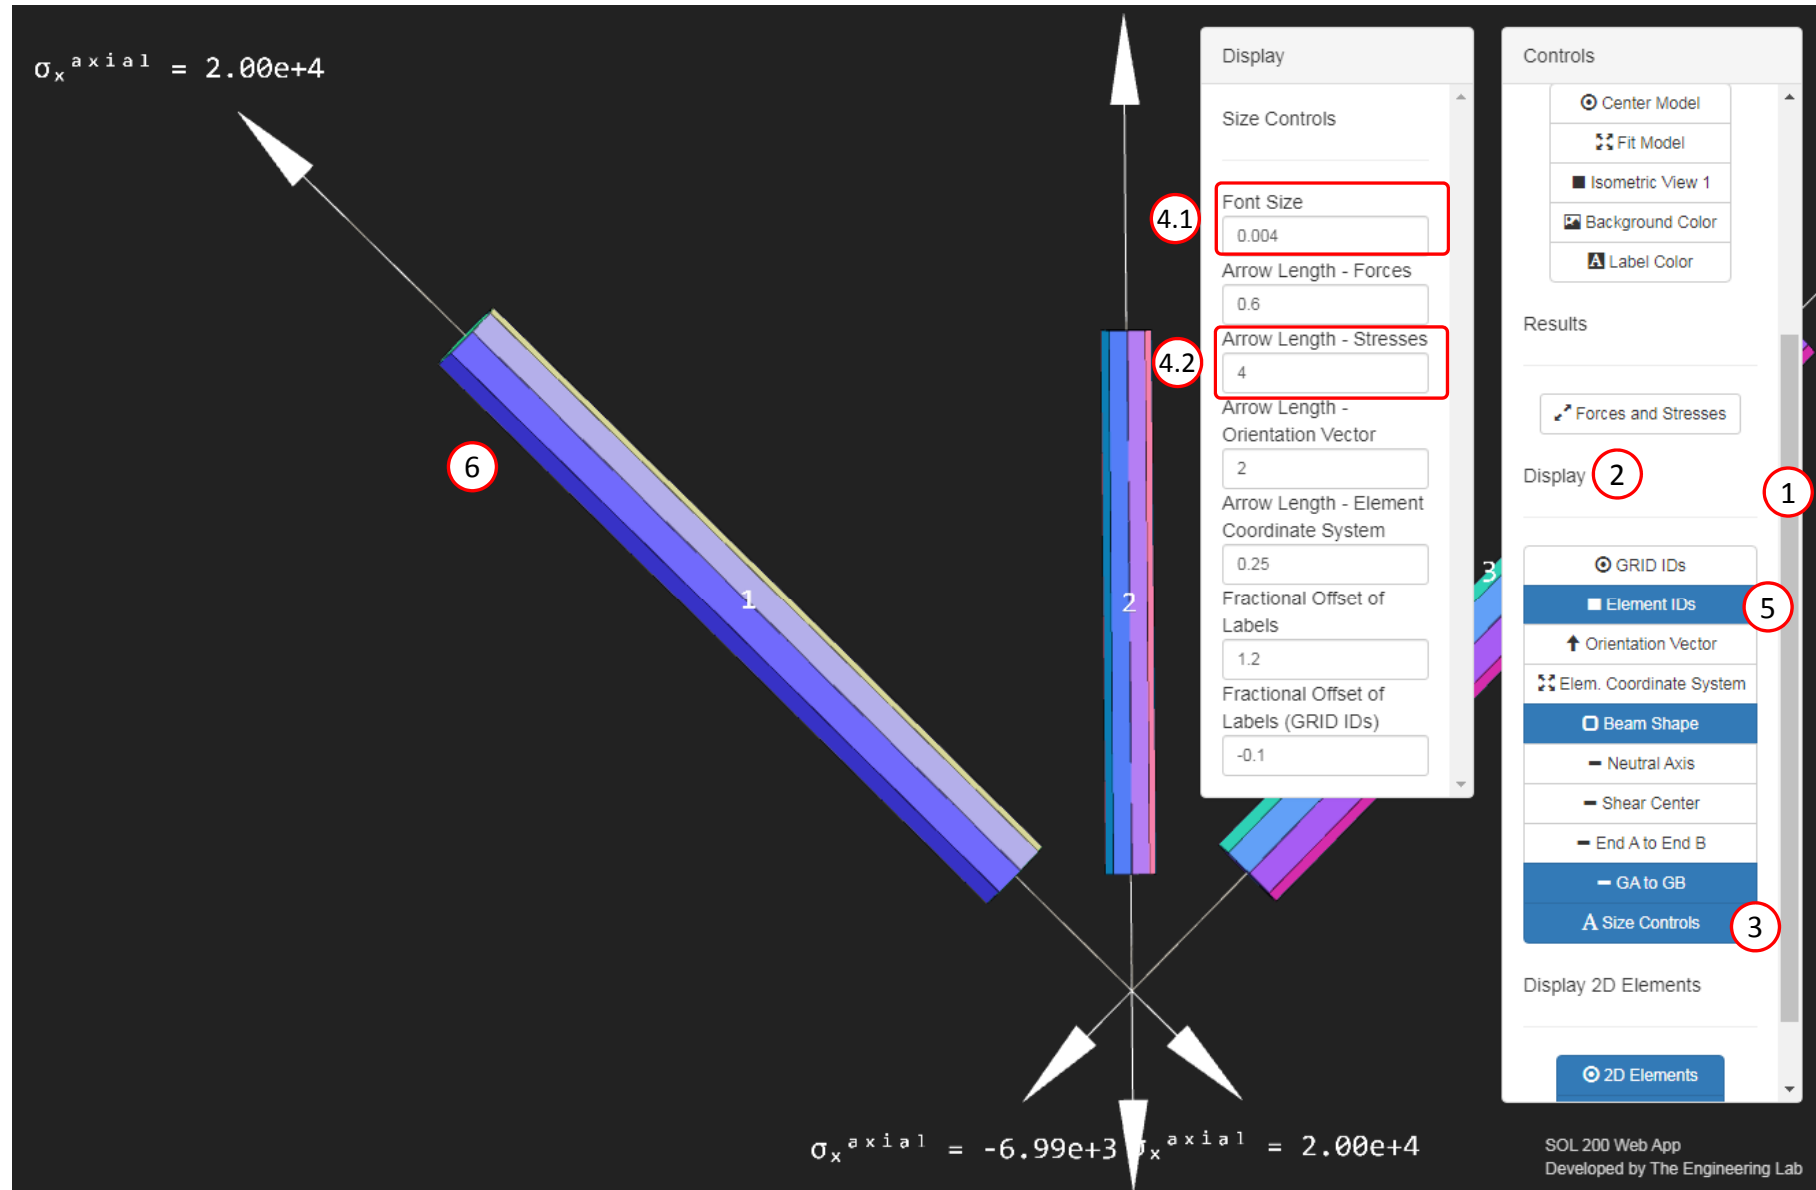 σₓᵃˣⁱᵃˡ = 2.00e+4
6
1
2
3
σₓᵃˣⁱᵃˡ = -6.99e+3
σₓᵃˣⁱᵃˡ = 2.00e+4
Display
Size Controls
4.1
Font Size
0.004
Arrow Length - Forces
0.6
4.2
Arrow Length - Stresses
4
Arrow Length -
Orientation Vector
2
Arrow Length - Element
Coordinate System
0.25
Fractional Offset of
Labels
1.2
Fractional Offset of
Labels (GRID IDs)
-0.1
Controls
Center Model
Fit Model
Isometric View 1
Background Color
A Label Color
Results
Forces and Stresses
Display
2
1
GRID IDs
Element IDs
5
Orientation Vector
Elem. Coordinate System
Beam Shape
Neutral Axis
Shear Center
End A to End B
GA to GB
A Size Controls
3
Display 2D Elements
2D Elements
SOL 200 Web App
Developed by The Engineering Lab